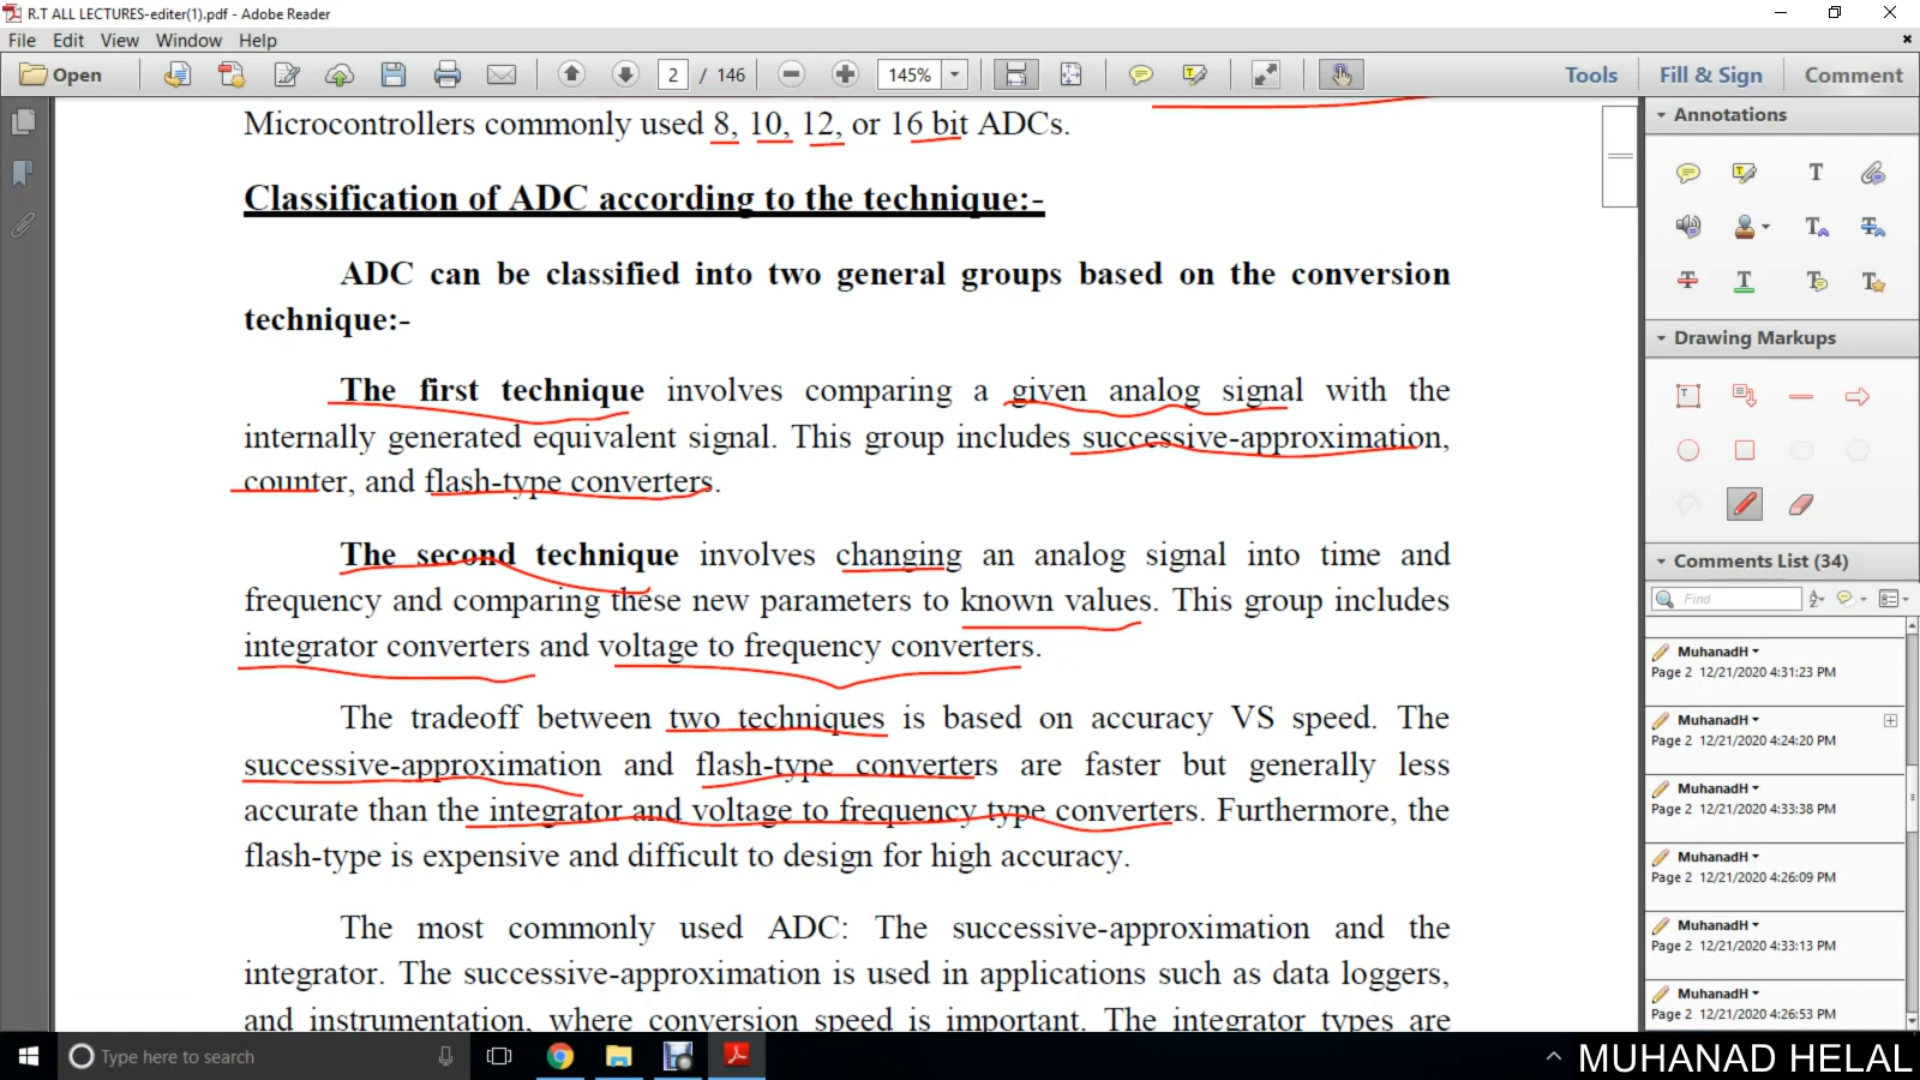 R.T ALL LECTURES-editer(1).pdf - Adobe Reader
File Edit View Window Help
Open 2 / 146 145% Tools Fill & Sign Comment
Microcontrollers commonly used 8, 10, 12, or 16 bit ADCs.
Classification of ADC according to the technique:-
ADC can be classified into two general groups based on the conversion
technique:-
The first technique involves comparing a given analog signal with the
internally generated equivalent signal. This group includes successive-approximation,
counter, and flash-type converters.
The second technique involves changing an analog signal into time and
frequency and comparing these new parameters to known values. This group includes
integrator converters and voltage to frequency converters.
The tradeoff between two techniques is based on accuracy VS speed. The
successive-approximation and flash-type converters are faster but generally less
accurate than the integrator and voltage to frequency type converters. Furthermore, the
flash-type is expensive and difficult to design for high accuracy.
The most commonly used ADC: The successive-approximation and the
integrator. The successive-approximation is used in applications such as data loggers,
and instrumentation, where conversion speed is important. The integrator types are
Annotations
Drawing Markups
Comments List (34)
Find
MuhanadH
Page 2 12/21/2020 4:31:23 PM
MuhanadH
Page 2 12/21/2020 4:24:20 PM
MuhanadH
Page 2 12/21/2020 4:33:38 PM
MuhanadH
Page 2 12/21/2020 4:26:09 PM
MuhanadH
Page 2 12/21/2020 4:33:13 PM
MuhanadH
Page 2 12/21/2020 4:26:53 PM
Type here to search
MUHANAD HELAL